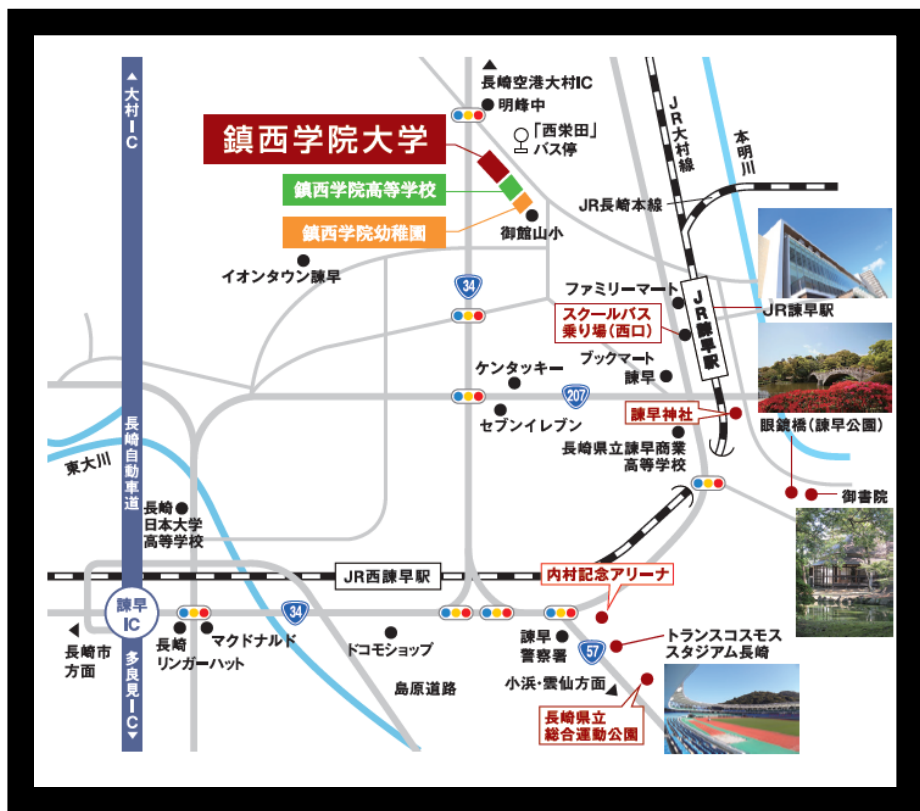 ▲大村IC
▲
長崎空港大村IC
明峰中
「西栄田」
バス停
JR大村線
本明川
鎮西学院大学
鎮西学院高等学校
鎮西学院幼稚園
御館山小
JR長崎本線
イオンタウン諫早
34
ファミリーマート
スクールバス
乗り場(西口)
JR諫早駅
JR諫早駅
ブックマート
諫早
ケンタッキー
207
セブンイレブン
諫早神社
眼鏡橋(諫早公園)
長崎県立諫早商業
高等学校
東大川
長崎自動車道
御書院
長崎
日本大学
高等学校
JR西諫早駅
内村記念アリーナ
諫早
IC
34
◀
長崎市
方面
長崎
リンガーハット
マクドナルド
ドコモショップ
諫早
警察署
57
トランスコスモス
スタジアム長崎
島原道路
小浜・雲仙方面
多良見IC▼
長崎県立
総合運動公園